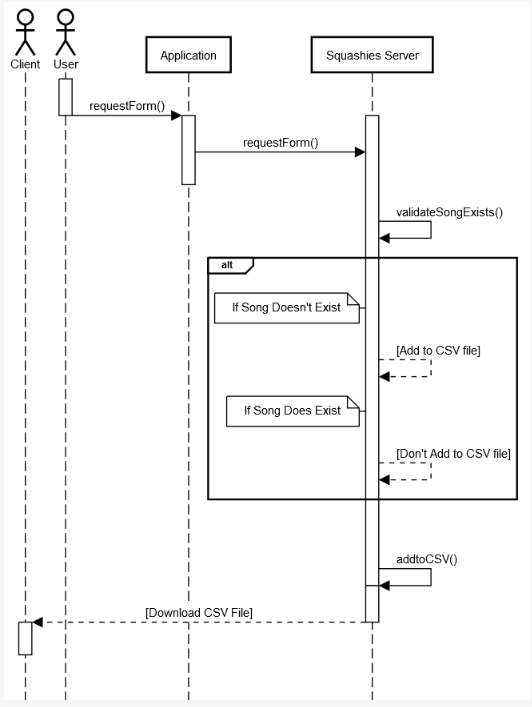 Client
User
Application
Squashies Server
requestForm()
requestForm()
validateSongExists()
alt
If Song Doesn't Exist
[Add to CSV file]
If Song Does Exist
[Don't Add to CSV file]
addtoCSV()
[Download CSV File]